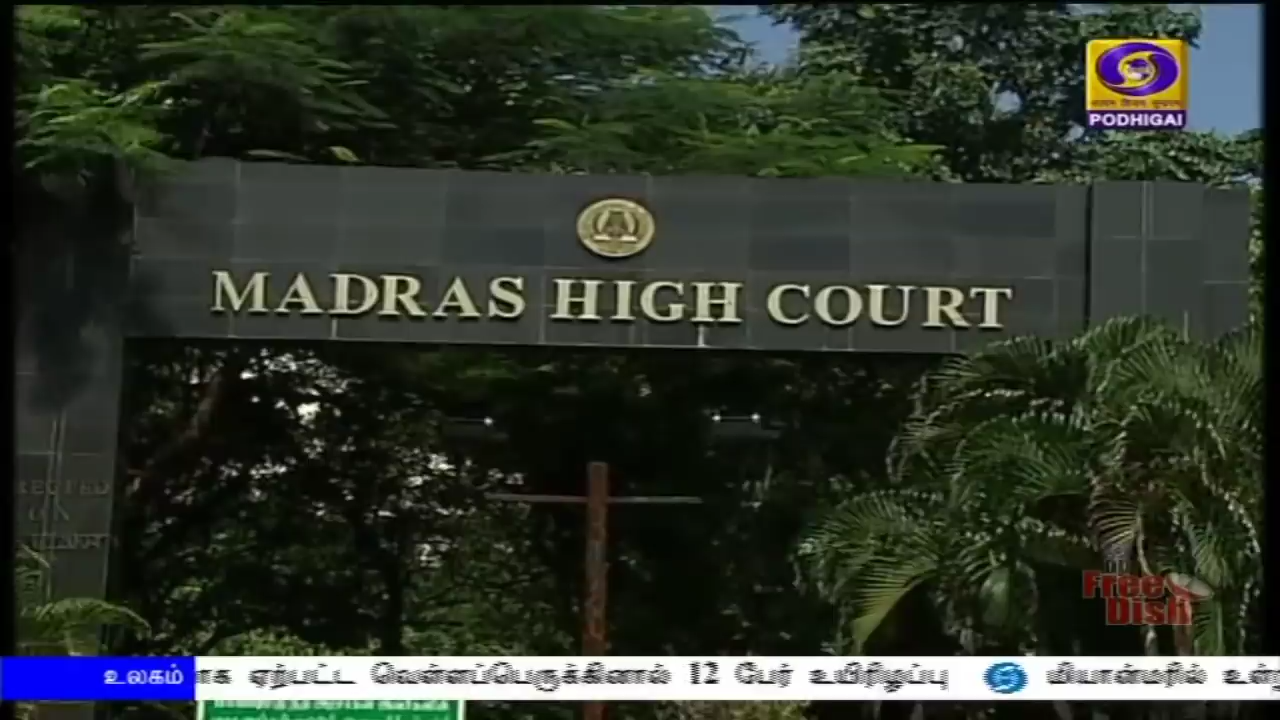 PODHIGAI
MADRAS HIGH COURT
Free
Dish
உலகம்
ாக ஏற்பட்ட வெள்ளப்பெருக்கினால் 12 பேர் உயிரிழப்பு
மியான்மரில்